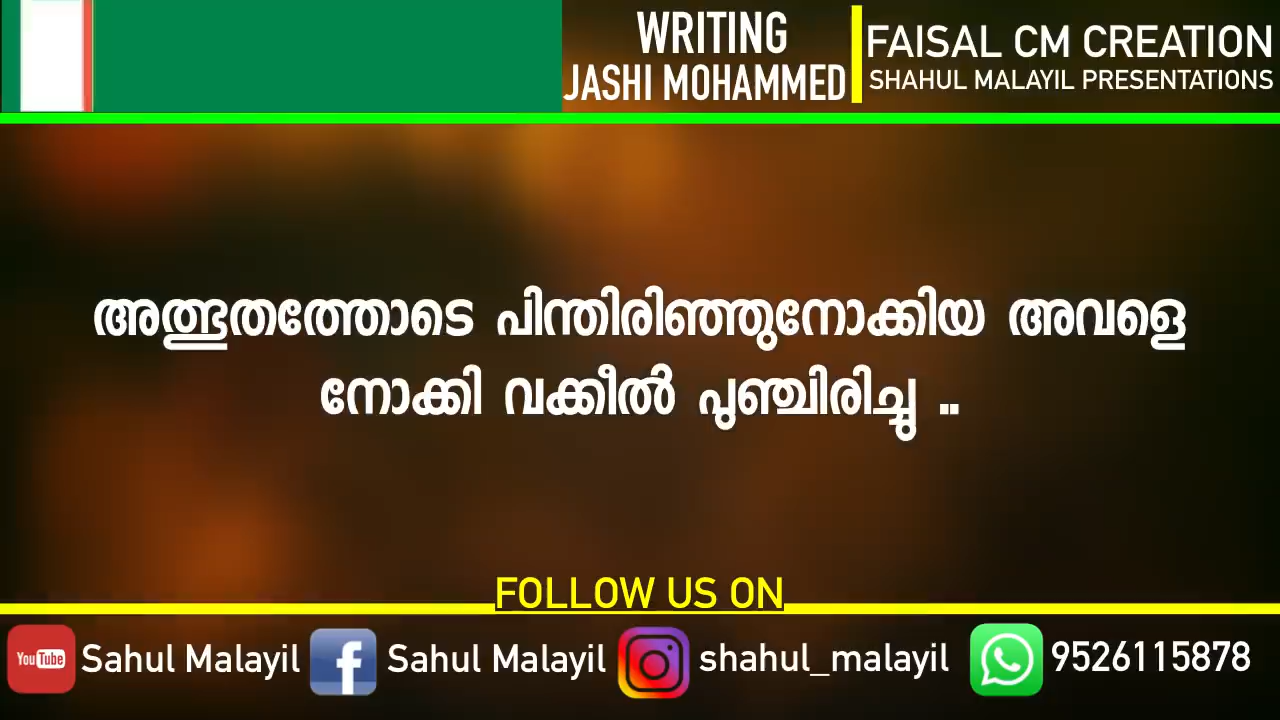 WRITING
JASHI MOHAMMED
FAISAL CM CREATION
SHAHUL MALAYIL PRESENTATIONS
അത്ഭുതത്തോടെ പിന്തിരിഞ്ഞുനോക്കിയ അവളെ
നോക്കി വക്കീൽ പുഞ്ചിരിച്ചു ..
FOLLOW US ON
YouTube Sahul Malayil f Sahul Malayil shahul_malayil 9526115878